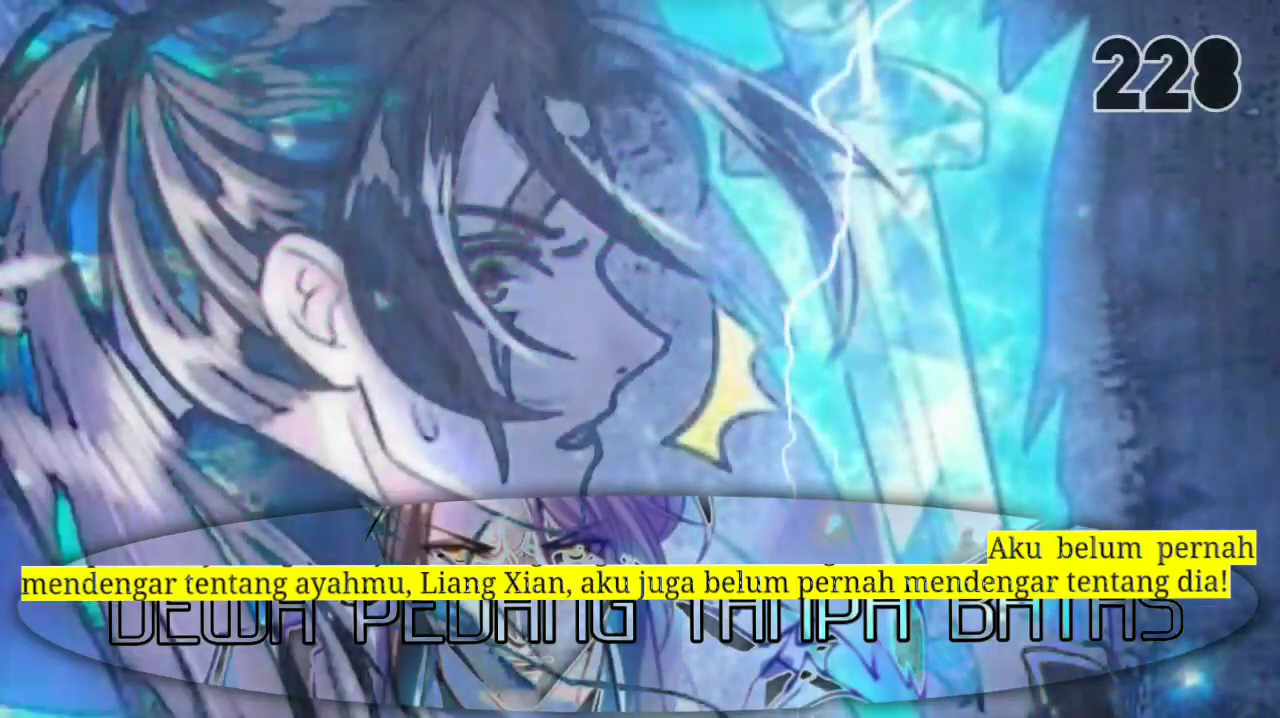 228
Aku belum pernah
mendengar tentang ayahmu, Liang Xian, aku juga belum pernah mendengar tentang dia!
DEWA PEDANG TANPA BATAS